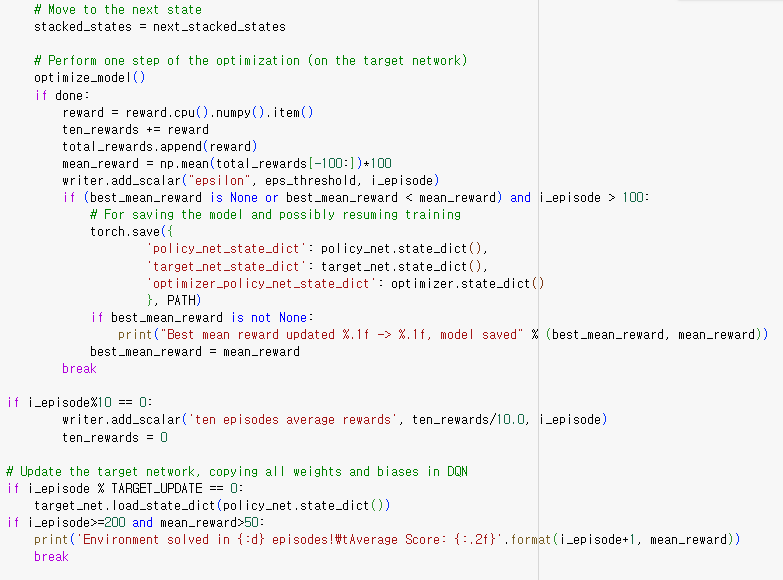 # Move to the next state
stacked_states = next_stacked_states
# Perform one step of the optimization (on the target network)
optimize_model()
if done:
reward = reward.cpu().numpy().item()
ten_rewards += reward
total_rewards.append(reward)
mean_reward = np.mean(total_rewards[-100:])*100
writer.add_scalar("epsilon", eps_threshold, i_episode)
if (best_mean_reward is None or best_mean_reward < mean_reward) and i_episode > 100:
# For saving the model and possibly resuming training
torch.save({
'policy_net_state_dict': policy_net.state_dict(),
'target_net_state_dict': target_net.state_dict(),
'optimizer_policy_net_state_dict': optimizer.state_dict()
}, PATH)
if best_mean_reward is not None:
print("Best mean reward updated %.1f -> %.1f, model saved" % (best_mean_reward, mean_reward))
best_mean_reward = mean_reward
break
if i_episode%10 == 0:
writer.add_scalar('ten episodes average rewards', ten_rewards/10.0, i_episode)
ten_rewards = 0
# Update the target network, copying all weights and biases in DQN
if i_episode % TARGET_UPDATE == 0:
target_net.load_state_dict(policy_net.state_dict())
if i_episode>=200 and mean_reward>50:
print('Environment solved in {:d} episodes!₩tAverage Score: {:.2f}'.format(i_episode+1, mean_reward))
break